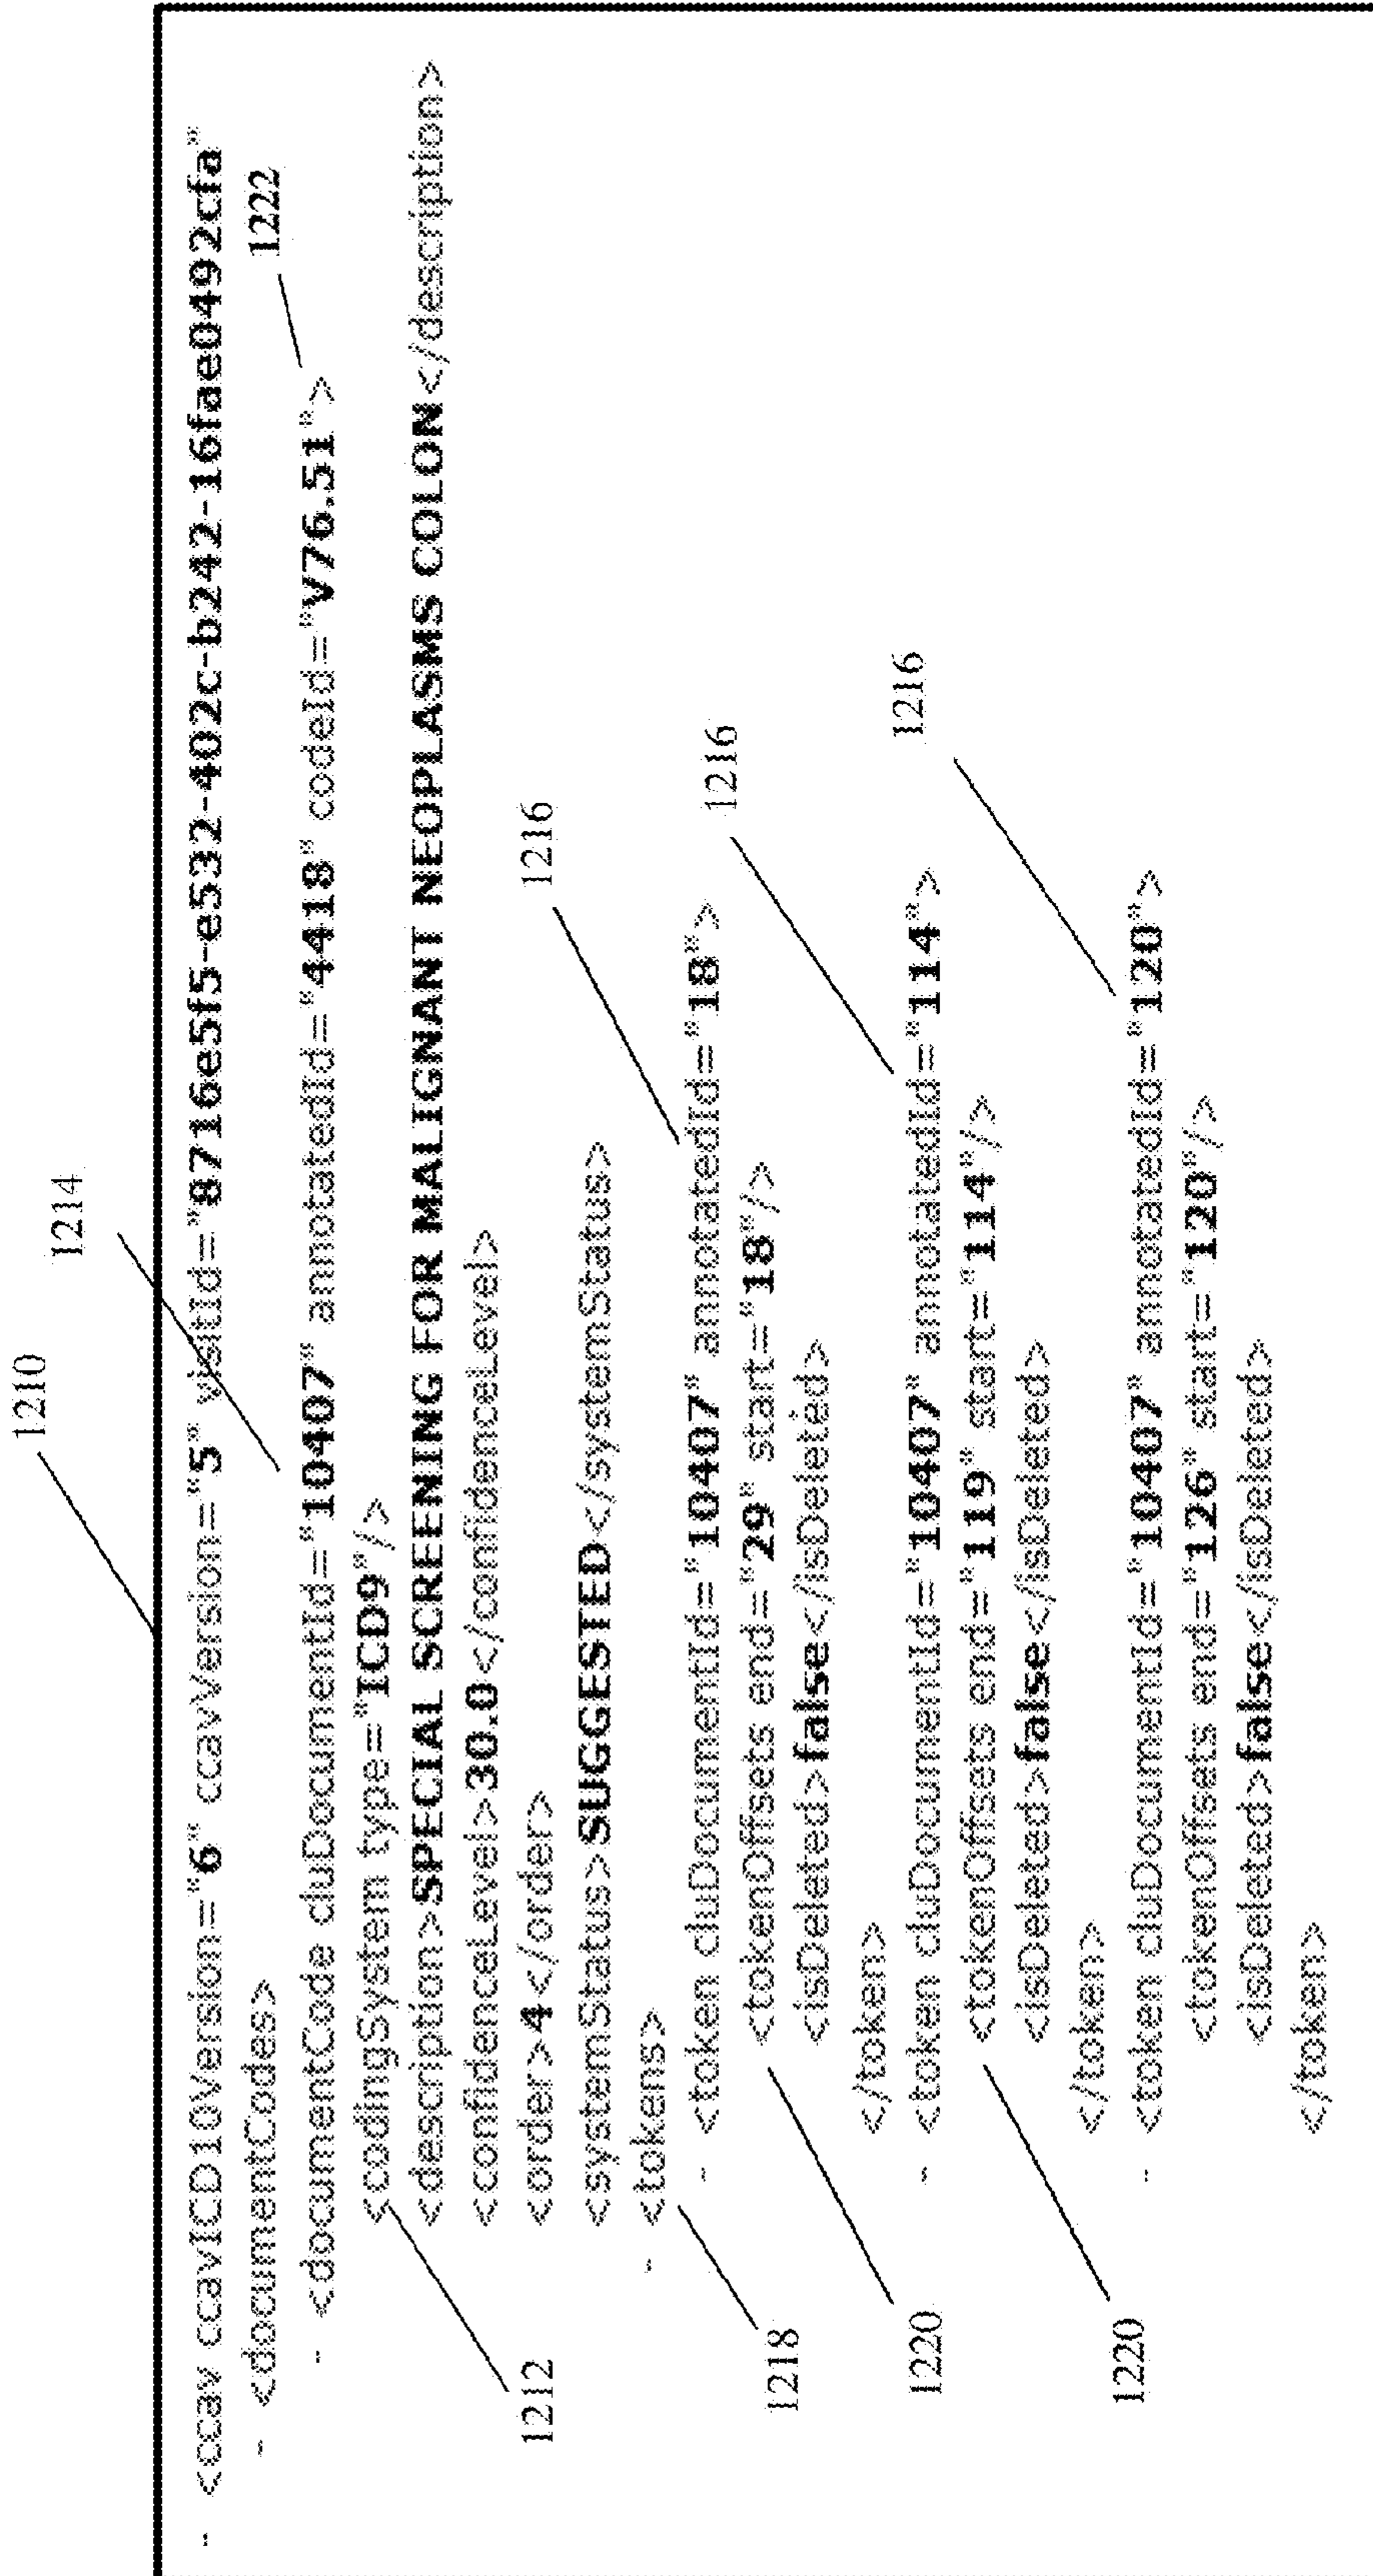 1210
1214
- <ccav ccavICD10Version="6" ccavVersion="5" visitId="8716e5f5-e532-402c-b242-16fae0492cfa"
- <documentCodes>
1222
- <documentCode cluDocumentId="10407" annotatedId="4418" codeId="V76.51">
<codingSystem type="ICD9"/>
<description>SPECIAL SCREENING FOR MALIGNANT NEOPLASMS COLON</description>
<confidenceLevel>30.0</confidenceLevel>
1212
<order>4</order>
1216
<systemStatus>SUGGESTED</systemStatus>
- <tokens>
- <token cluDocumentId="10407" annotatedId="18">
1216
<tokenOffsets end="29" start="18"/>
1218
<isDeleted>false</isDeleted>
</token>
1216
- <token cluDocumentId="10407" annotatedId="114">
1220
<tokenOffsets end="119" start="114"/>
<isDeleted>false</isDeleted>
</token>
1220
- <token cluDocumentId="10407" annotatedId="120">
<tokenOffsets end="126" start="120"/>
<isDeleted>false</isDeleted>
</token>